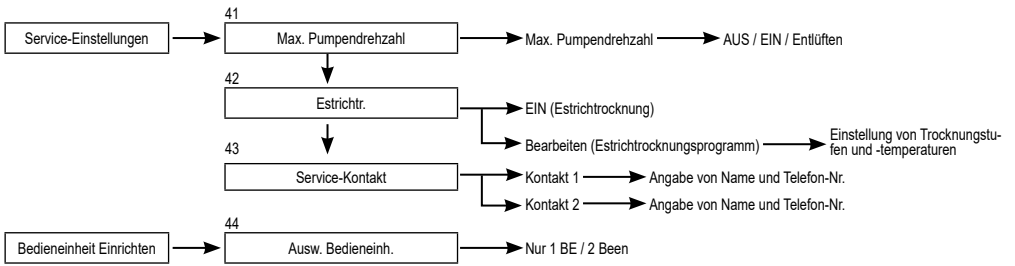 41
Service-Einstellungen
Max. Pumpendrehzahl
Max. Pumpendrehzahl
AUS / EIN / Entlüften
42
Estrichtr.
EIN (Estrichtrocknung)
Bearbeiten (Estrichtrocknungsprogramm)
Einstellung von Trocknungstu-
fen und -temperaturen
43
Service-Kontakt
Kontakt 1
Angabe von Name und Telefon-Nr.
Kontakt 2
Angabe von Name und Telefon-Nr.
44
Bedieneinheit Einrichten
Ausw. Bedieneinh.
Nur 1 BE / 2 Been